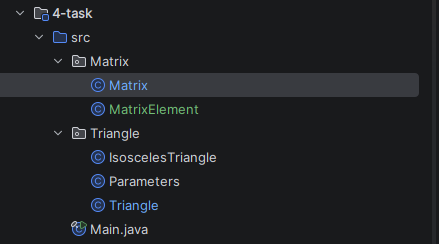 4-task
src
Matrix
Matrix
MatrixElement
Triangle
IsoscelesTriangle
Parameters
Triangle
Main.java